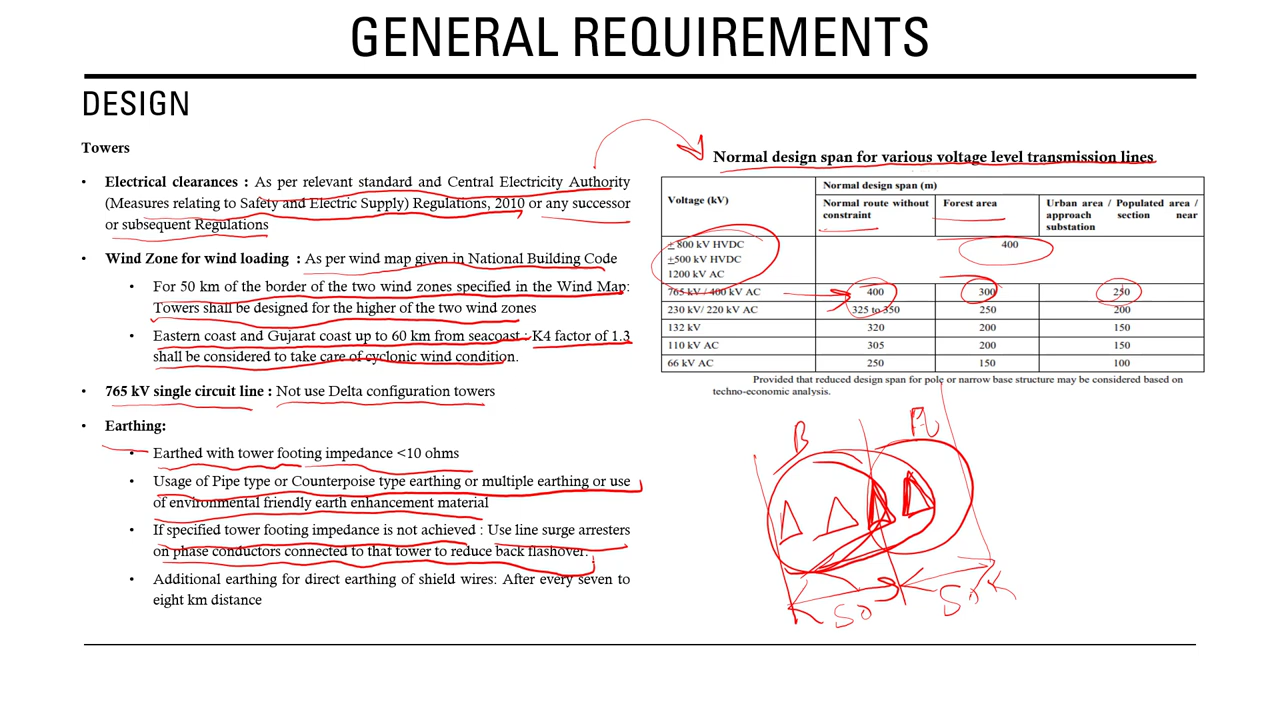 GENERAL REQUIREMENTS
DESIGN
Towers
• Electrical clearances : As per relevant standard and Central Electricity Authority
(Measures relating to Safety and Electric Supply) Regulations, 2010 or any successor
or subsequent Regulations
• Wind Zone for wind loading : As per wind map given in National Building Code
• For 50 km of the border of the two wind zones specified in the Wind Map:
Towers shall be designed for the higher of the two wind zones
• Eastern coast and Gujarat coast up to 60 km from seacoast : K4 factor of 1.3
shall be considered to take care of cyclonic wind condition.
• 765 kV single circuit line : Not use Delta configuration towers
• Earthing:
• Earthed with tower footing impedance <10 ohms
• Usage of Pipe type or Counterpoise type earthing or multiple earthing or use
of environmental friendly earth enhancement material
• If specified tower footing impedance is not achieved : Use line surge arresters
on phase conductors connected to that tower to reduce back flashover.
• Additional earthing for direct earthing of shield wires: After every seven to
eight km distance
Normal design span for various voltage level transmission lines
Voltage (kV) Normal design span (m)
Normal route without constraint Forest area Urban area / Populated area / approach section near substation
± 800 kV HVDC 400
±500 kV HVDC
1200 kV AC
765 kV / 400 kV AC 400 300 250
230 kV/ 220 kV AC 325 to 350 250 200
132 kV 320 200 150
110 kV AC 305 200 150
66 kV AC 250 150 100
Provided that reduced design span for pole or narrow base structure may be considered based on
techno-economic analysis.
B
50
50 K